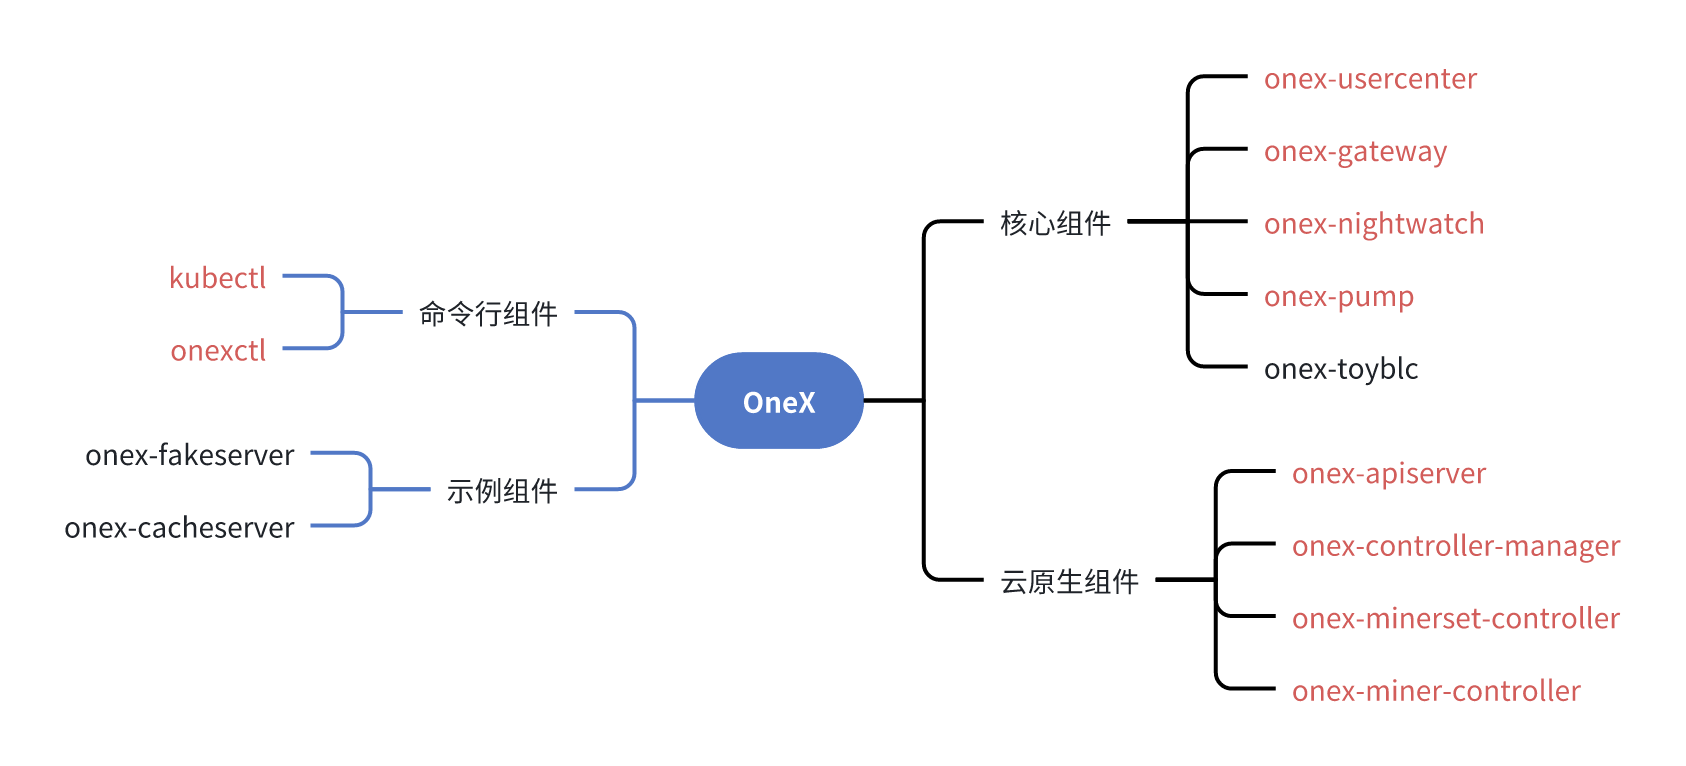 OneX
命令行组件
kubectl
onexctl
示例组件
onex-fakeserver
onex-cacheserver
核心组件
onex-usercenter
onex-gateway
onex-nightwatch
onex-pump
onex-toyblc
云原生组件
onex-apiserver
onex-controller-manager
onex-minerset-controller
onex-miner-controller